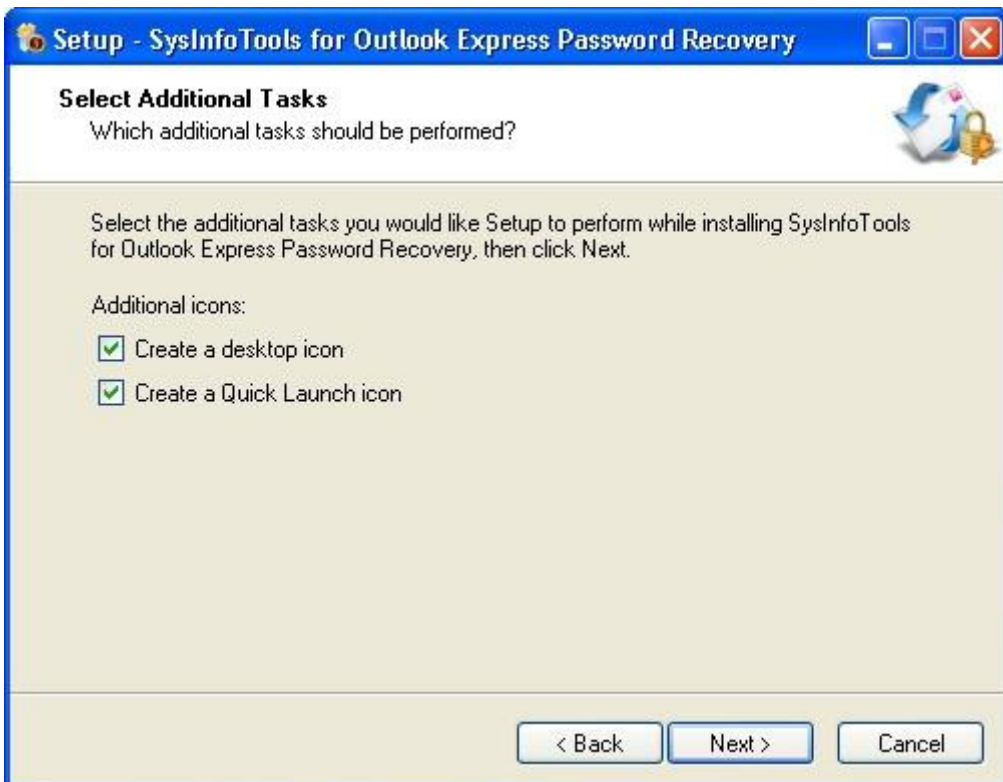 Setup - SysInfoTools for Outlook Express Password Recovery
Select Additional Tasks
Which additional tasks should be performed?
Select the additional tasks you would like Setup to perform while installing SysInfoTools
for Outlook Express Password Recovery, then click Next.
Additional icons:
Create a desktop icon
Create a Quick Launch icon
< Back Next > Cancel